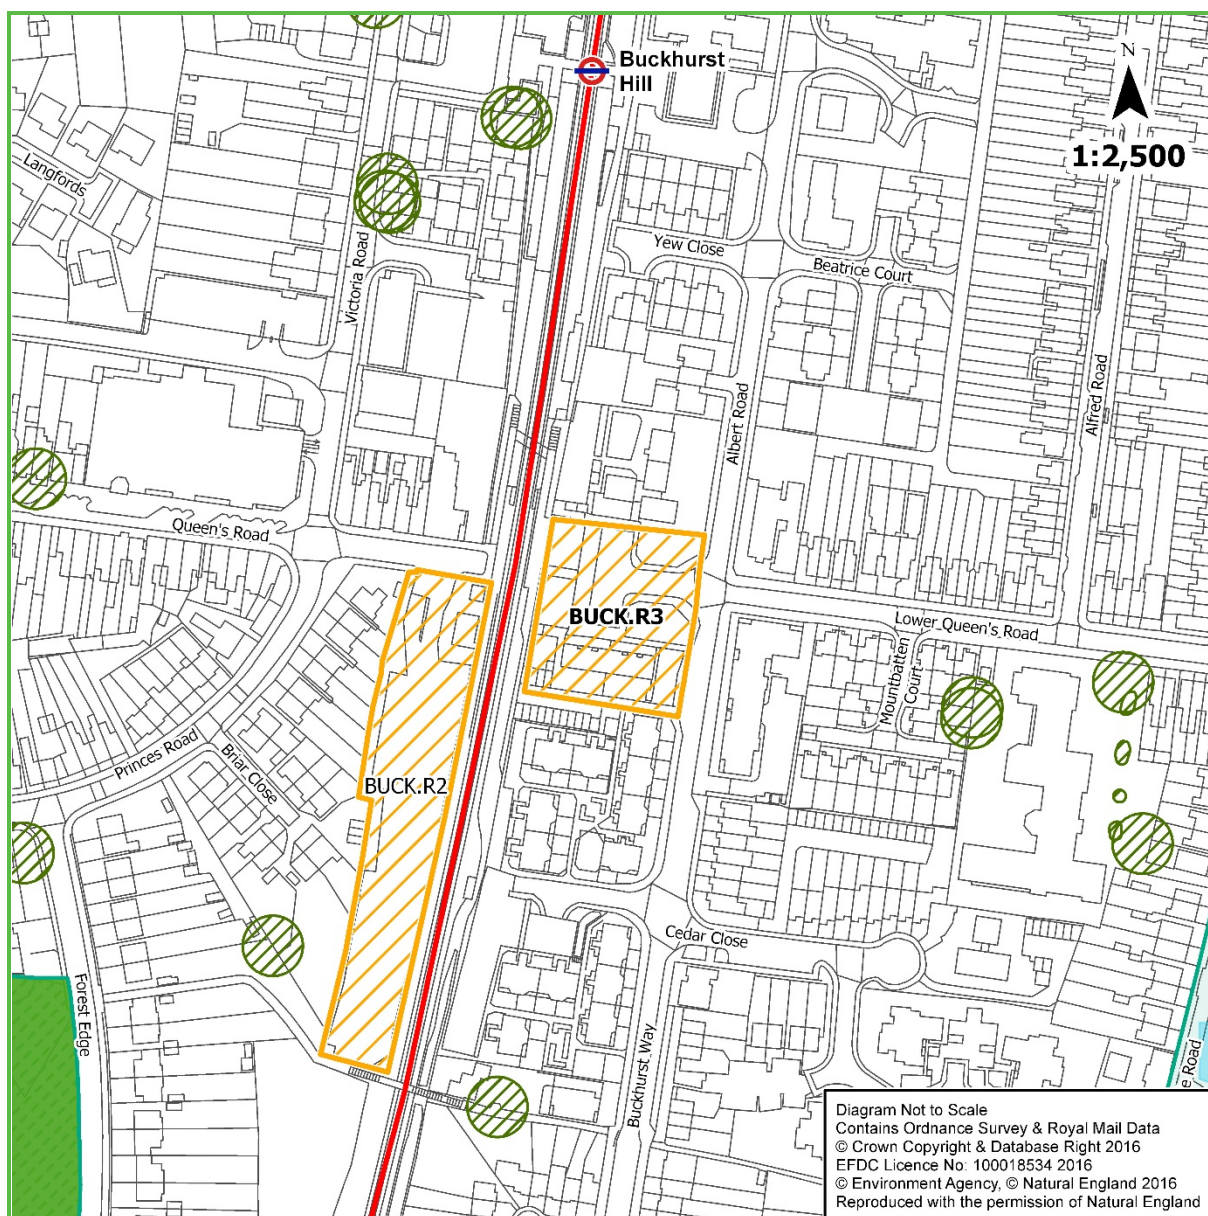 Buckhurst
Hill
N
1:2,500
Langfords
Victoria Road
Yew Close
Beatrice Court
Albert Road
Alfred Road
Queen's Road
BUCK.R3
Lower Queen's Road
Mountbatten
Court
Princes Road
Briar Close
BUCK.R2
Cedar Close
Forest Edge
Buckhurst Way
e Road
Diagram Not to Scale
Contains Ordnance Survey & Royal Mail Data
© Crown Copyright & Database Right 2016
EFDC Licence No: 100018534 2016
© Environment Agency, © Natural England 2016
Reproduced with the permission of Natural England